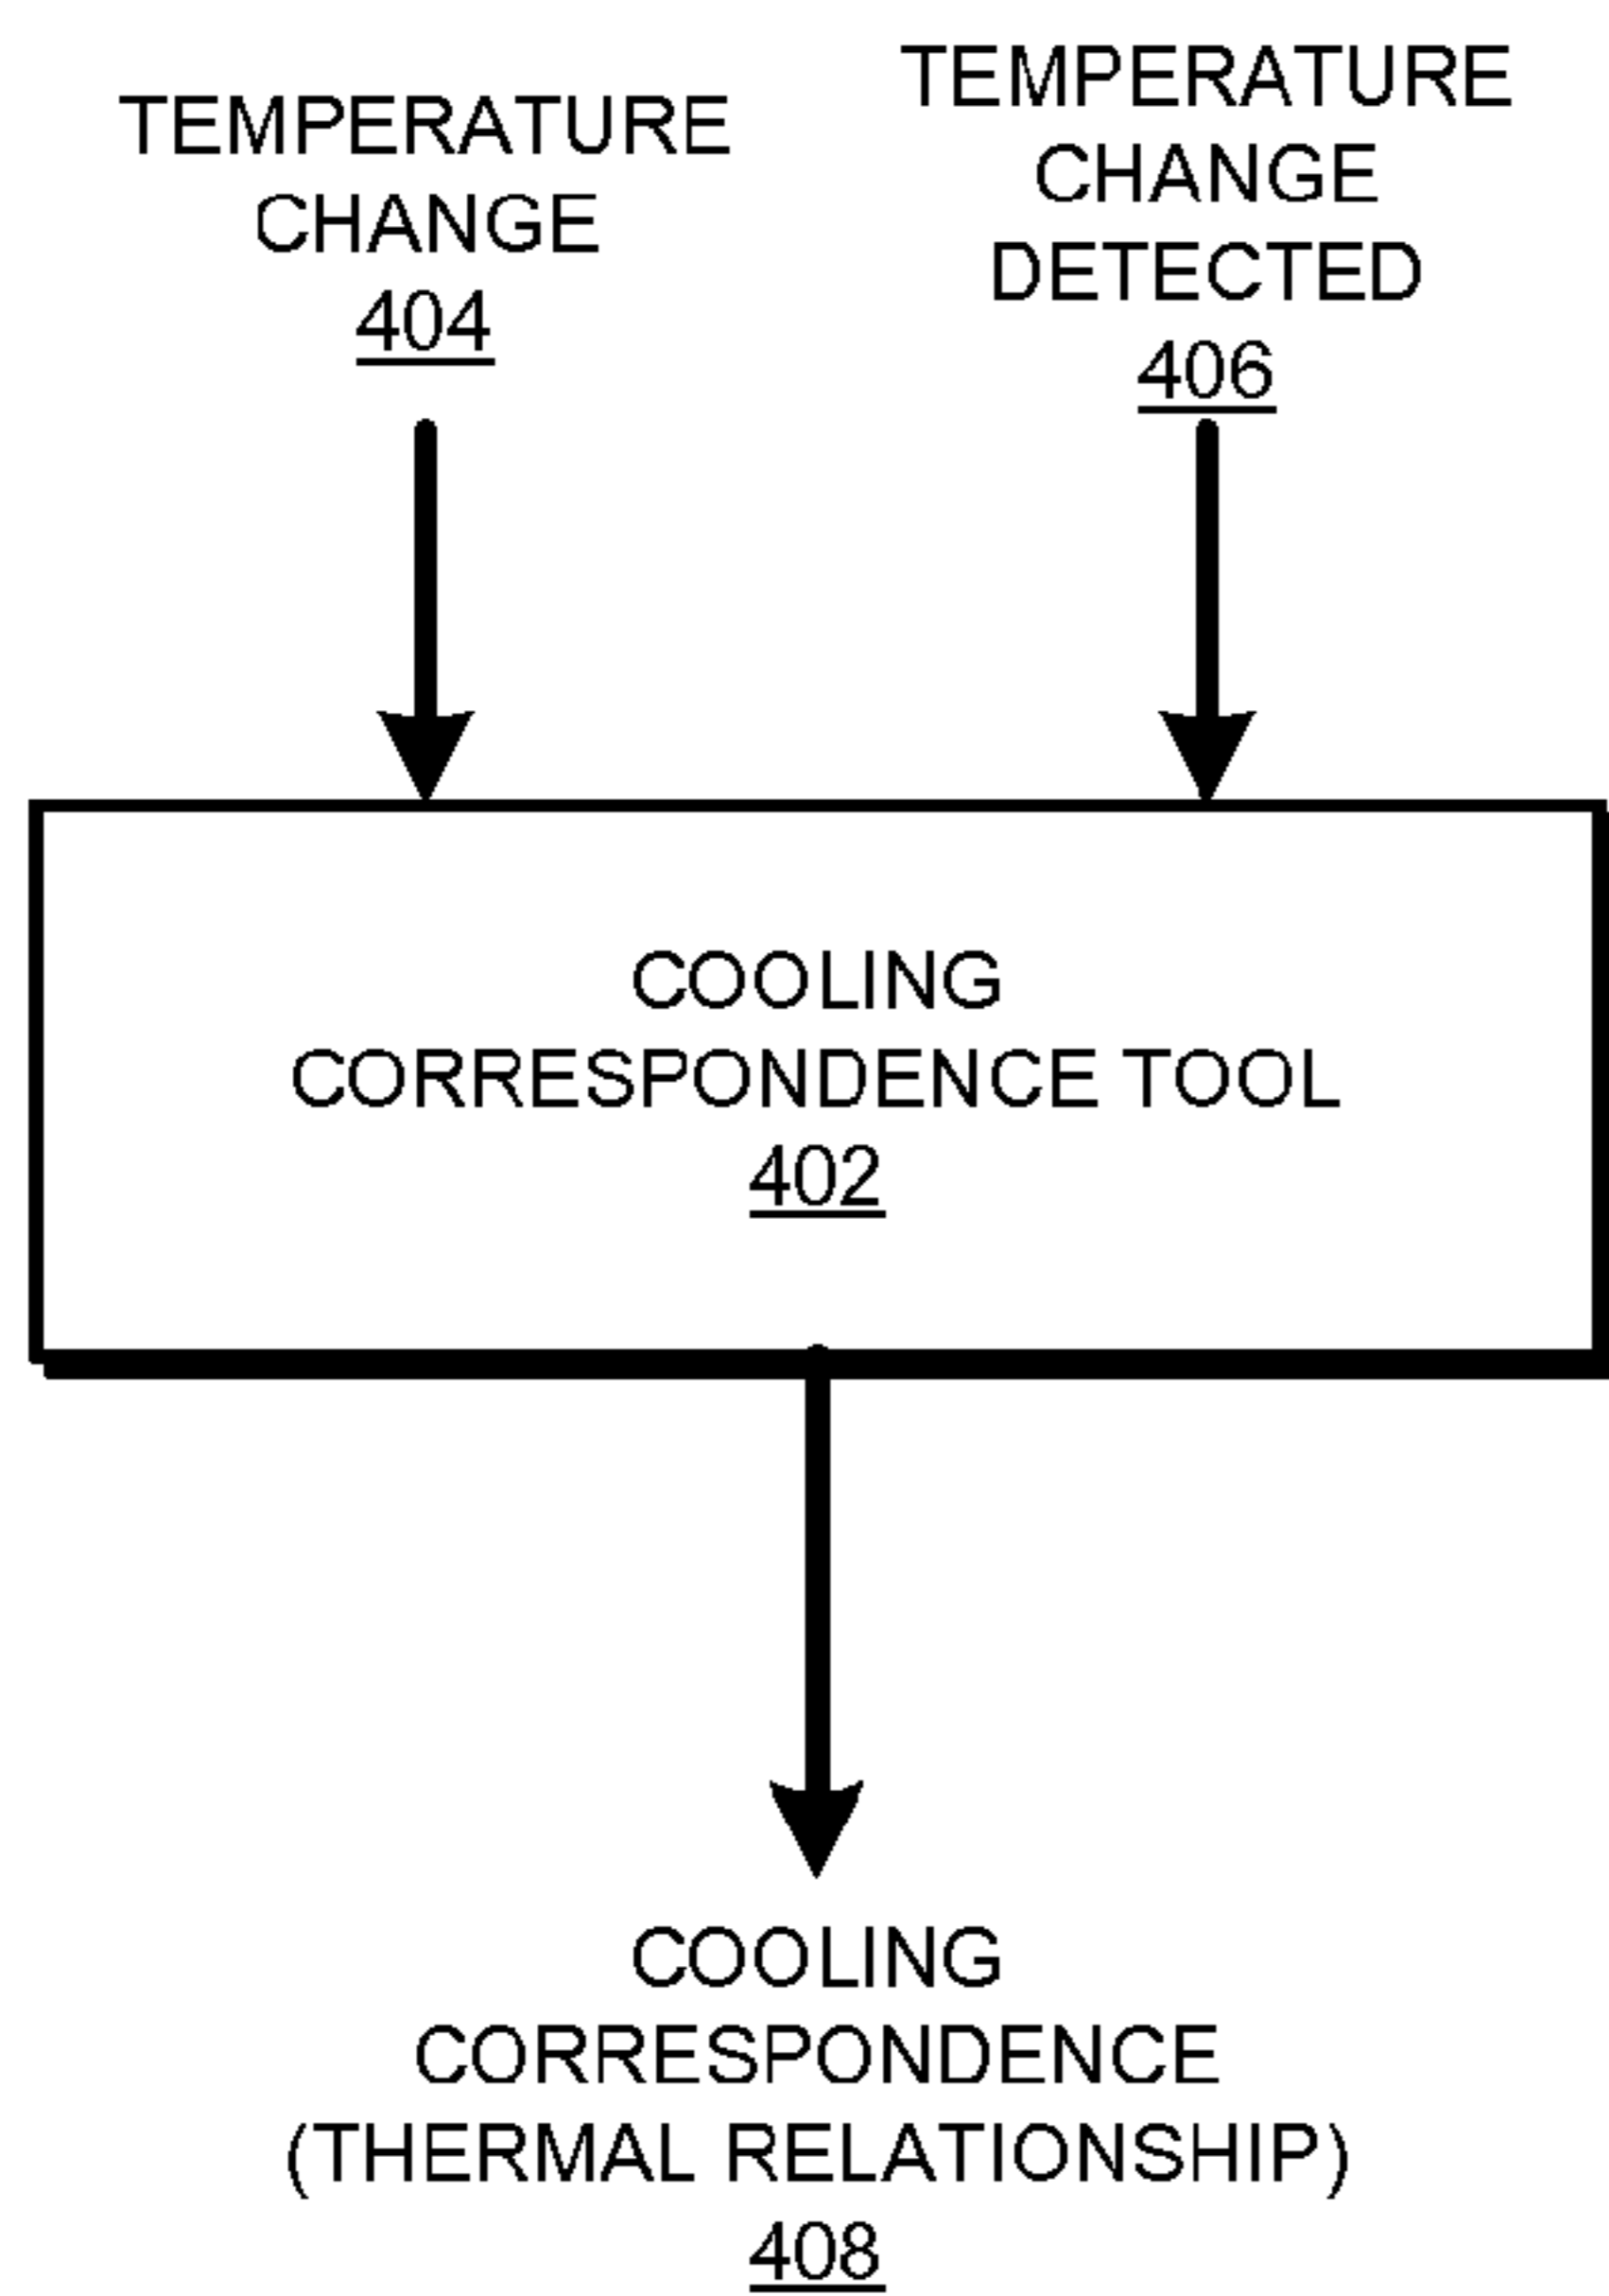 TEMPERATURE
CHANGE
404
TEMPERATURE
CHANGE
DETECTED
406
COOLING
CORRESPONDENCE TOOL
402
COOLING
CORRESPONDENCE
(THERMAL RELATIONSHIP)
408